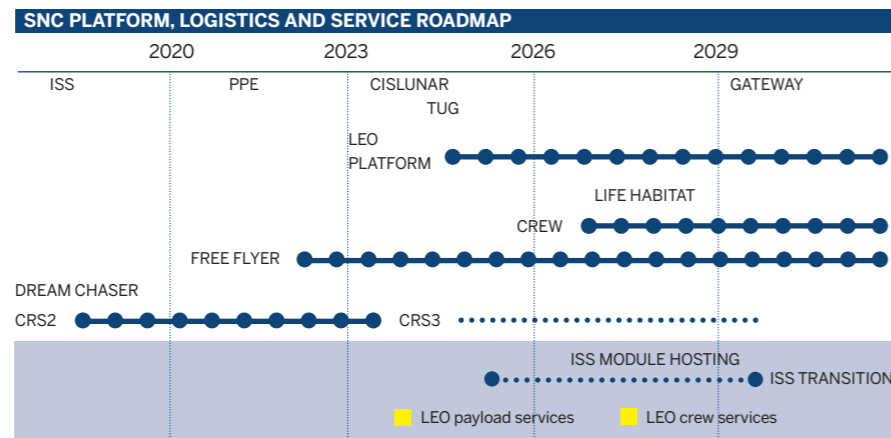 SNC PLATFORM, LOGISTICS AND SERVICE ROADMAP
2020 2023 2026 2029
ISS PPE CISLUNAR GATEWAY
TUG
LEO
PLATFORM
LIFE HABITAT
CREW
FREE FLYER
DREAM CHASER
CRS2 CRS3
ISS MODULE HOSTING
ISS TRANSITION
LEO payload services LEO crew services